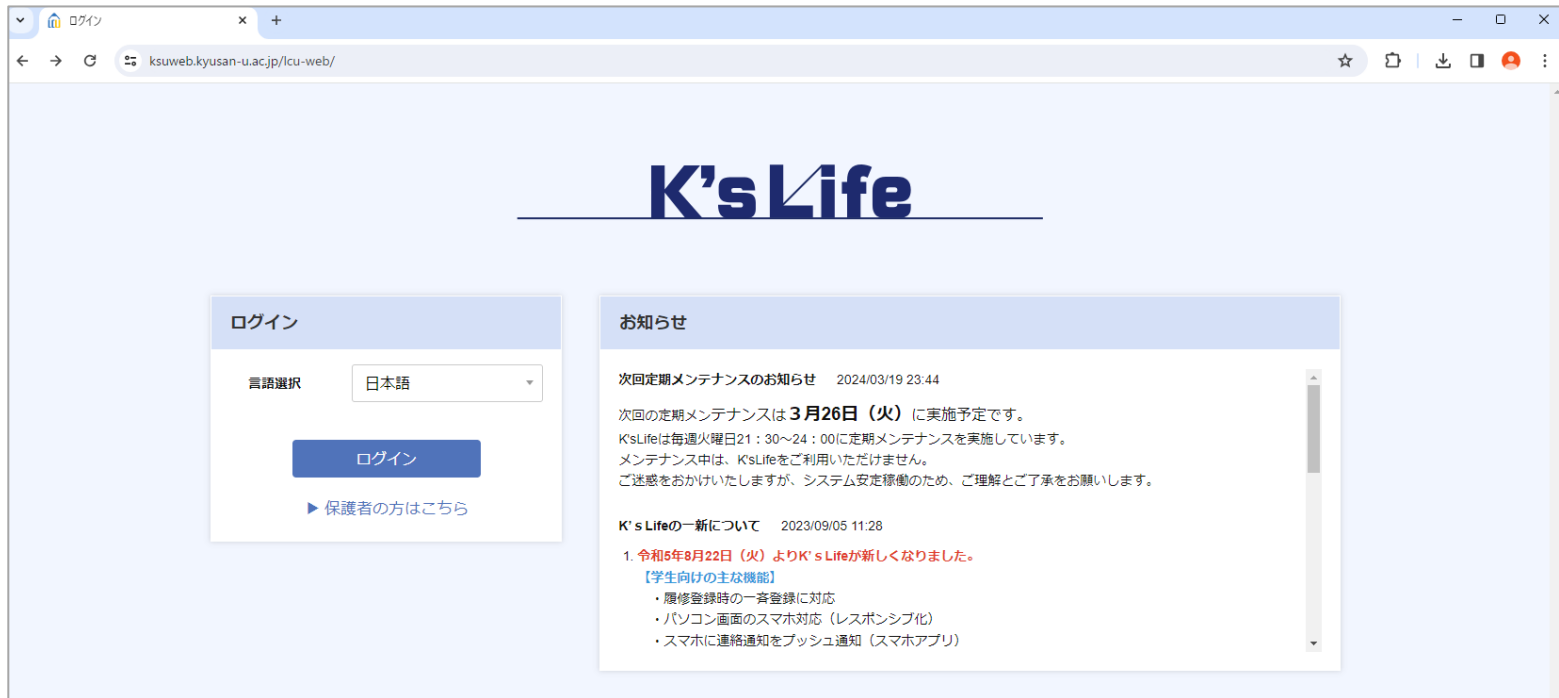 ログイン
ksuweb.kyusan-u.ac.jp/lcu-web/
K'sLife
ログイン
言語選択 日本語
ログイン
▶ 保護者の方はこちら
お知らせ
次回定期メンテナンスのお知らせ 2024/03/19 23:44
次回の定期メンテナンスは３月26日（火）に実施予定です。
K'sLifeは毎週火曜日21：30～24：00に定期メンテナンスを実施しています。
メンテナンス中は、K'sLifeをご利用いただけません。
ご迷惑をおかけいたしますが、システム安定稼働のため、ご理解とご了承をお願いします。
K’ｓLifeの一新について 2023/09/05 11:28
1. 令和5年8月22日（火）よりK’ｓLifeが新しくなりました。
【学生向けの主な機能】
・履修登録時の一斉登録に対応
・パソコン画面のスマホ対応（レスポンシブ化）
・スマホに連絡通知をプッシュ通知（スマホアプリ）